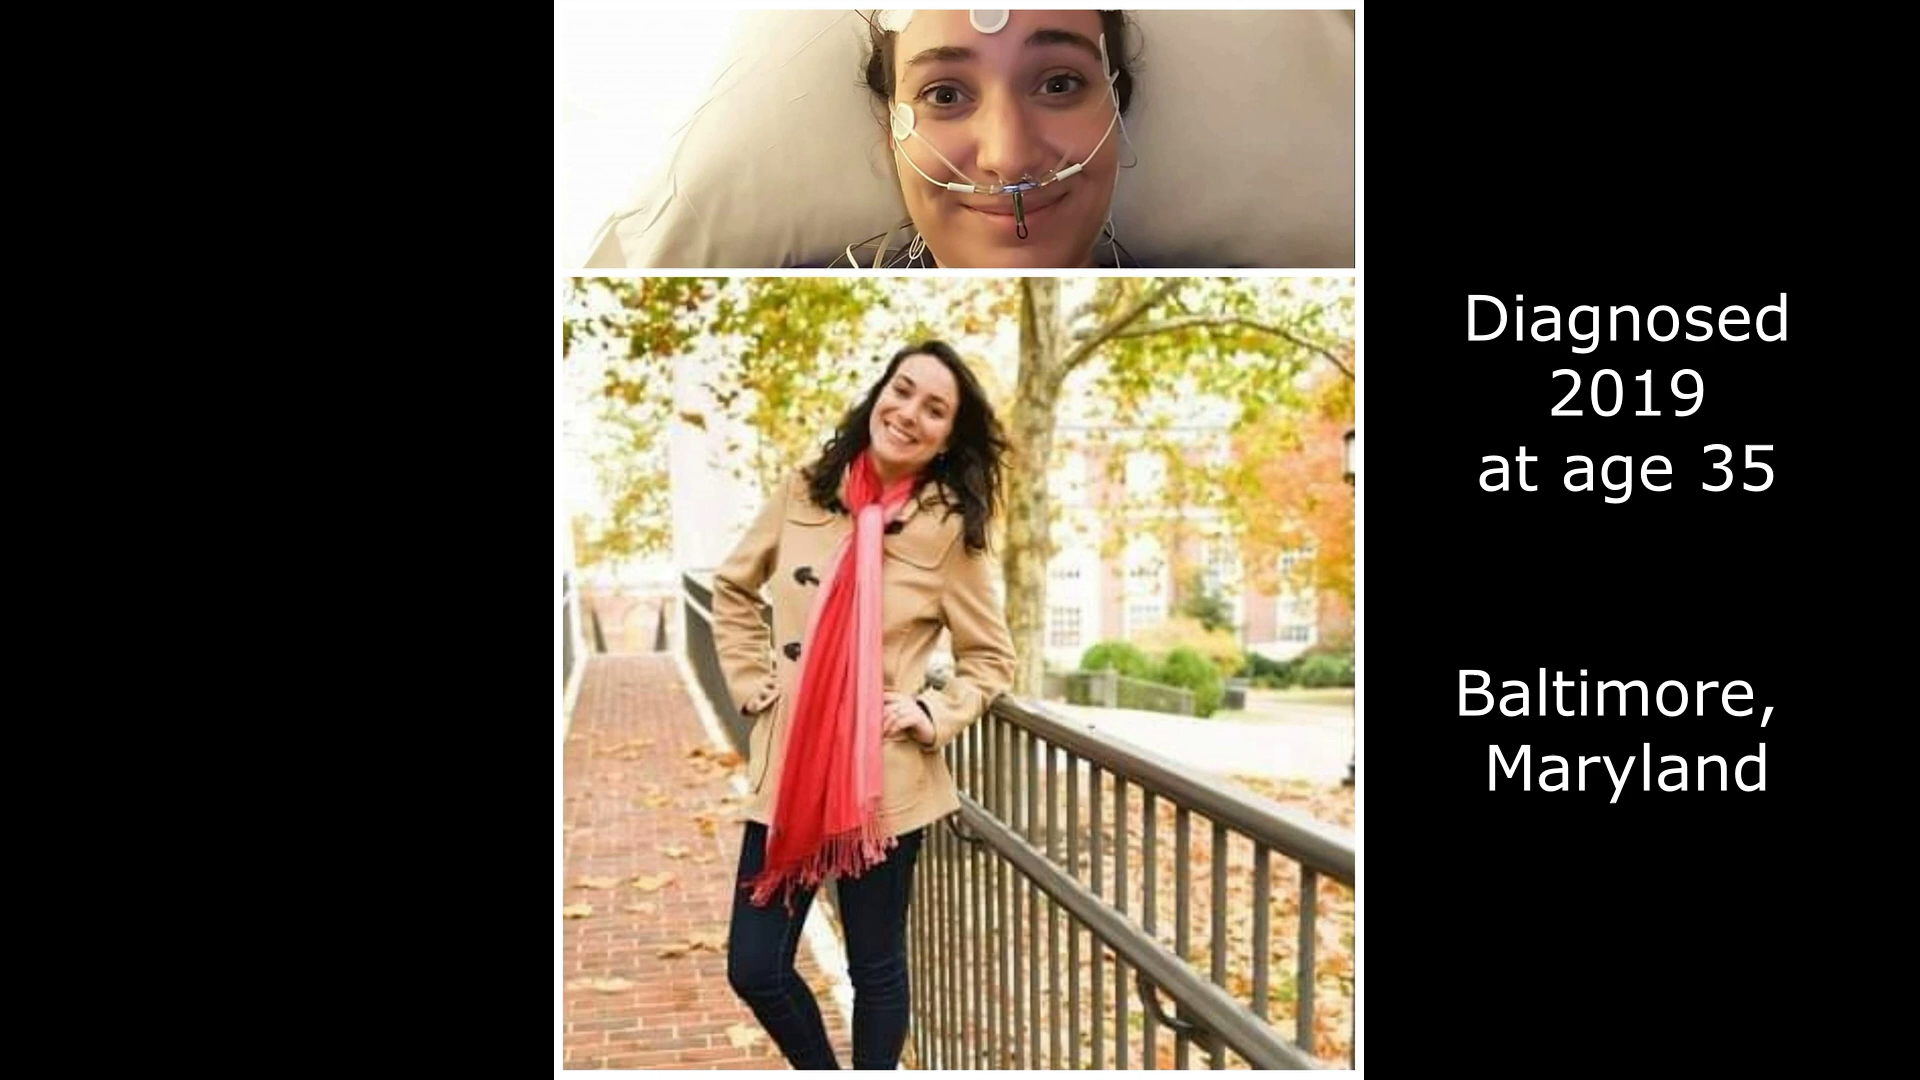 Diagnosed
2019
at age 35
Baltimore,
Maryland